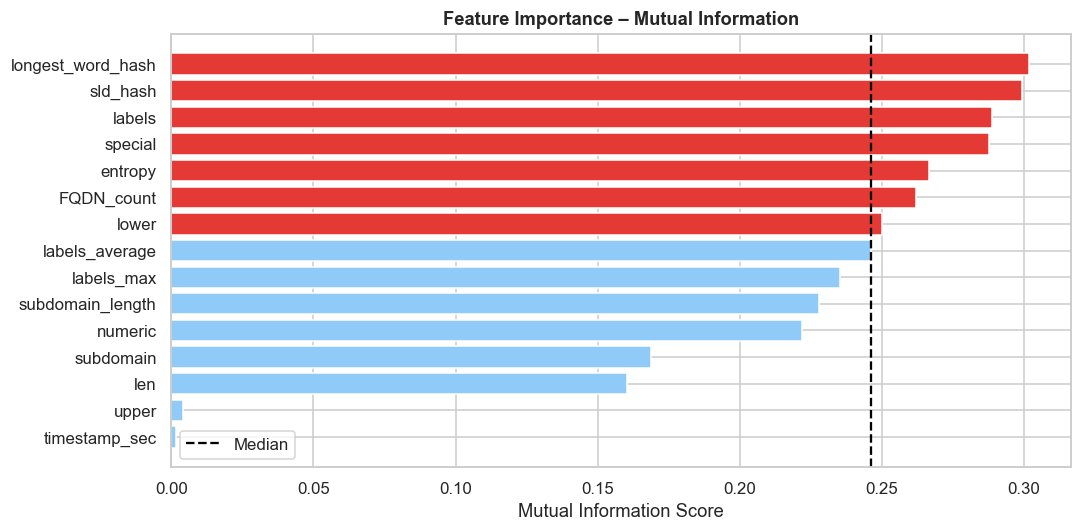 Feature Importance – Mutual Information
longest_word_hash
sld_hash
labels
special
entropy
FQDN_count
lower
labels_average
labels_max
subdomain_length
numeric
subdomain
len
upper
timestamp_sec
Median
0.00 0.05 0.10 0.15 0.20 0.25 0.30
Mutual Information Score